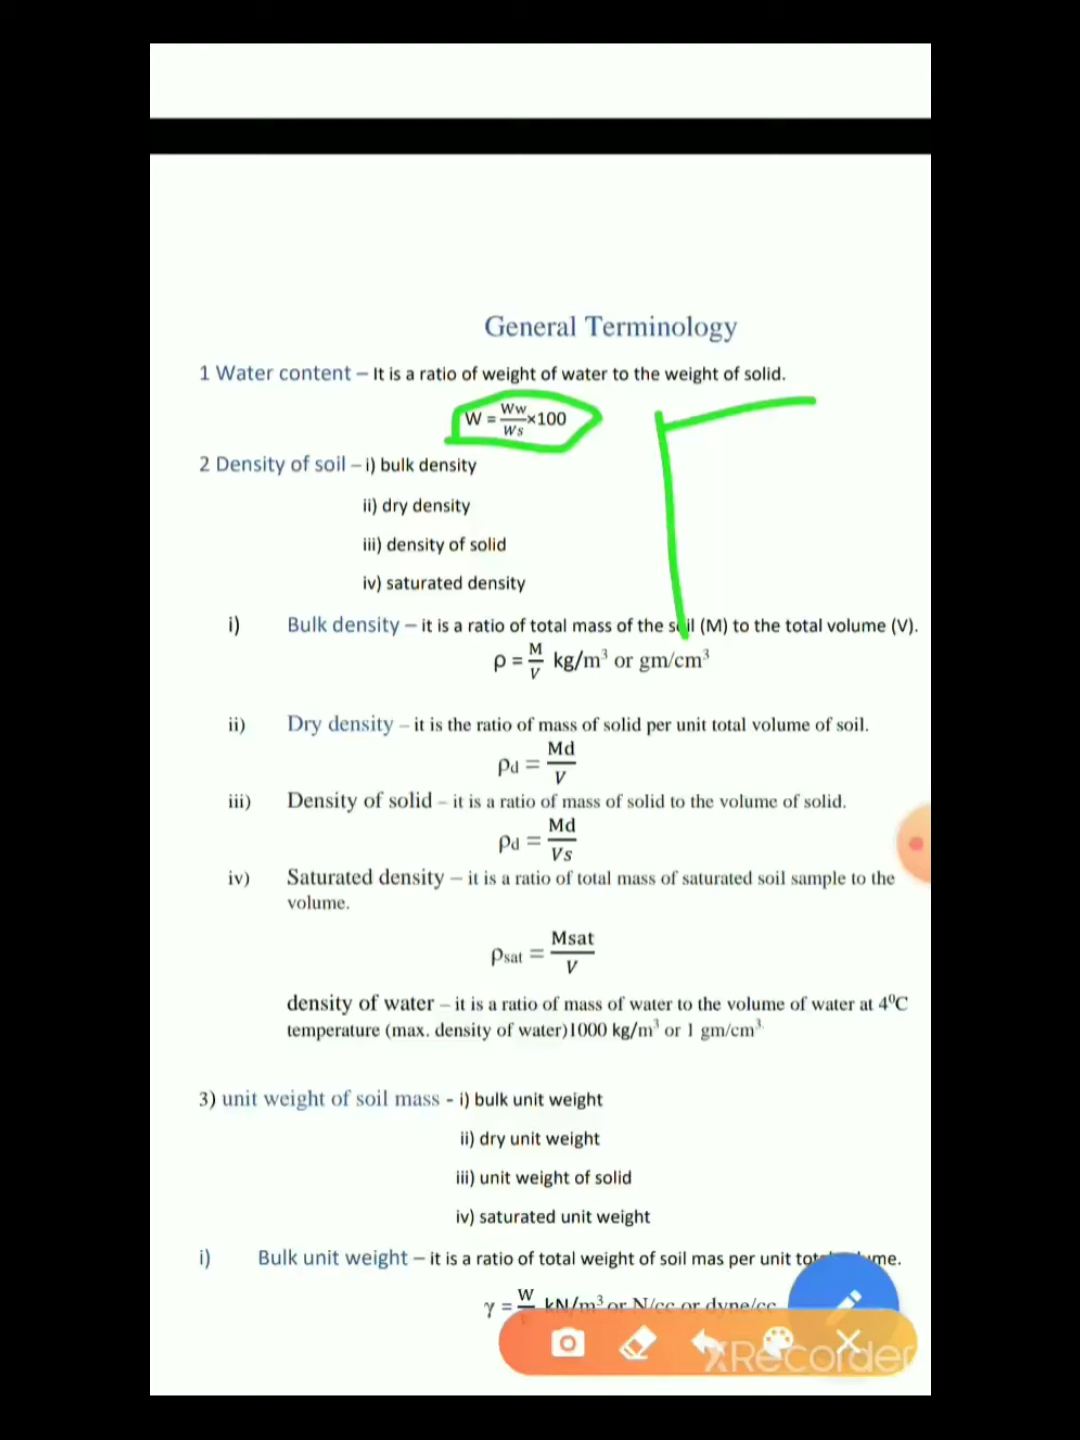 General Terminology
1 Water content – It is a ratio of weight of water to the weight of solid.
W = Ww/Ws ×100
2 Density of soil – i) bulk density
ii) dry density
iii) density of solid
iv) saturated density
i) Bulk density – it is a ratio of total mass of the soil (M) to the total volume (V).
ρ = M/V kg/m³ or gm/cm³
ii) Dry density – it is the ratio of mass of solid per unit total volume of soil.
ρd = Md/V
iii) Density of solid – it is a ratio of mass of solid to the volume of solid.
ρd = Md/Vs
iv) Saturated density – it is a ratio of total mass of saturated soil sample to the
volume.
ρsat = Msat/V
density of water – it is a ratio of mass of water to the volume of water at 4⁰C
temperature (max. density of water)1000 kg/m³ or 1 gm/cm³.
3) unit weight of soil mass - i) bulk unit weight
ii) dry unit weight
iii) unit weight of solid
iv) saturated unit weight
i) Bulk unit weight – it is a ratio of total weight of soil mas per unit
γ = W kN/m³ or N/cc or dyne/cc
XRecorder